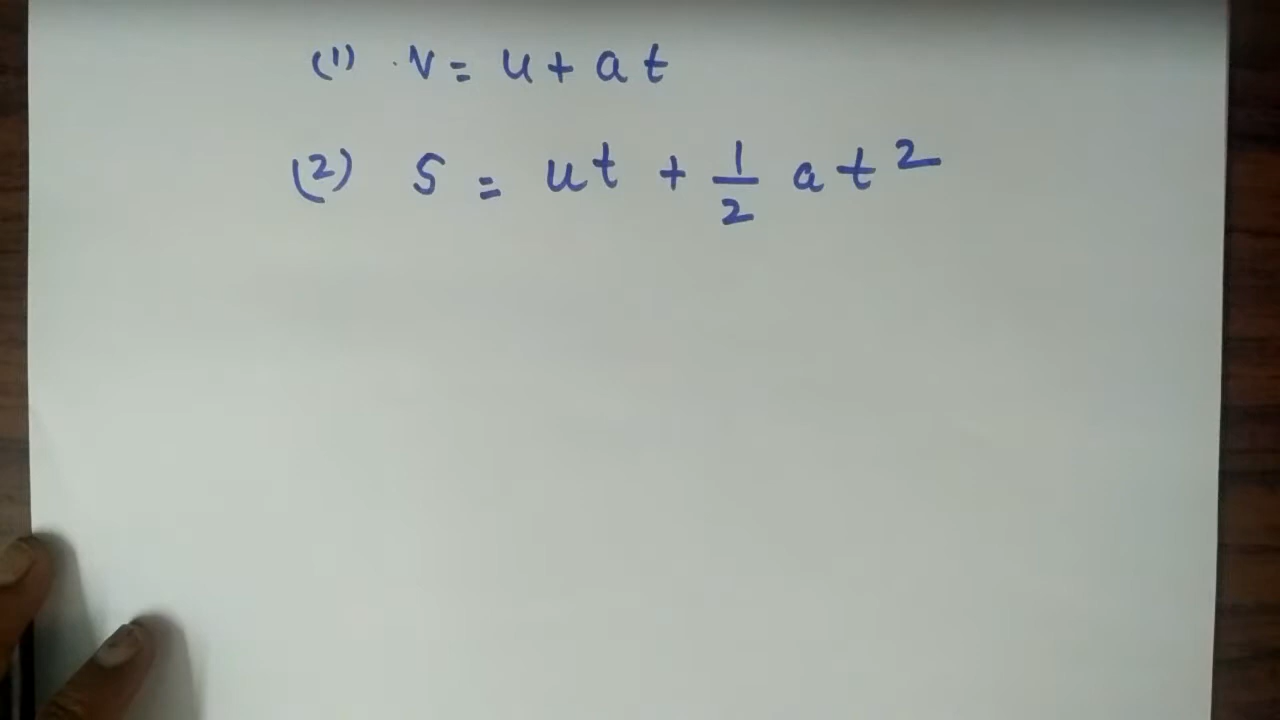 (1) v = u + at
(2) S = ut + 1/2 at²